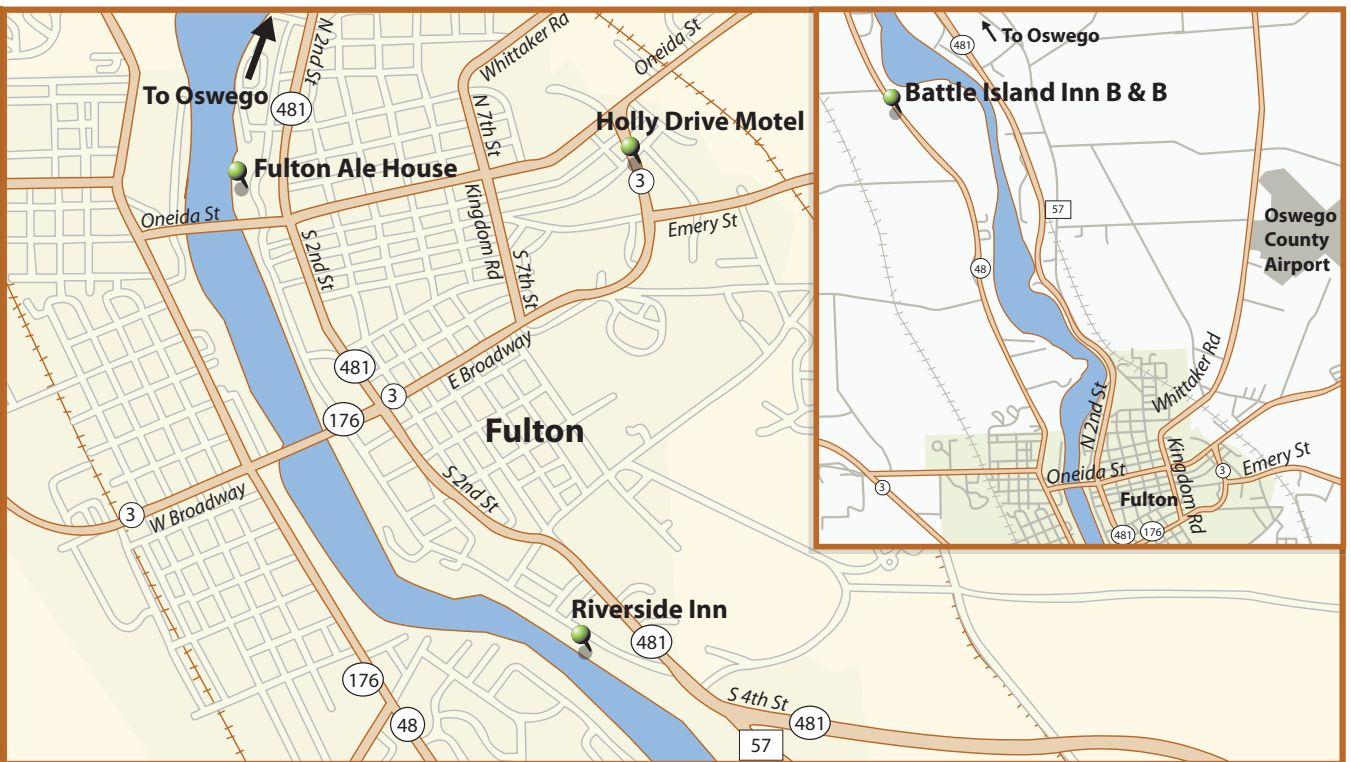 N 2nd St
Whittaker Rd
Oneida St
To Oswego
481
N 7th St
Holly Drive Motel
Fulton Ale House
3
Oneida St
Kingdom Rd
Emery St
S 2nd St
S 7th St
481
E Broadway
3
176
Fulton
S 2nd St
3
W Broadway
Riverside Inn
481
176
S 4th St
48
481
57
481
To Oswego
Battle Island Inn B & B
57
Oswego
County
Airport
48
Whittaker Rd
N 2nd St
Kingdom Rd
Oneida St
3
Emery St
3
Fulton
481
176